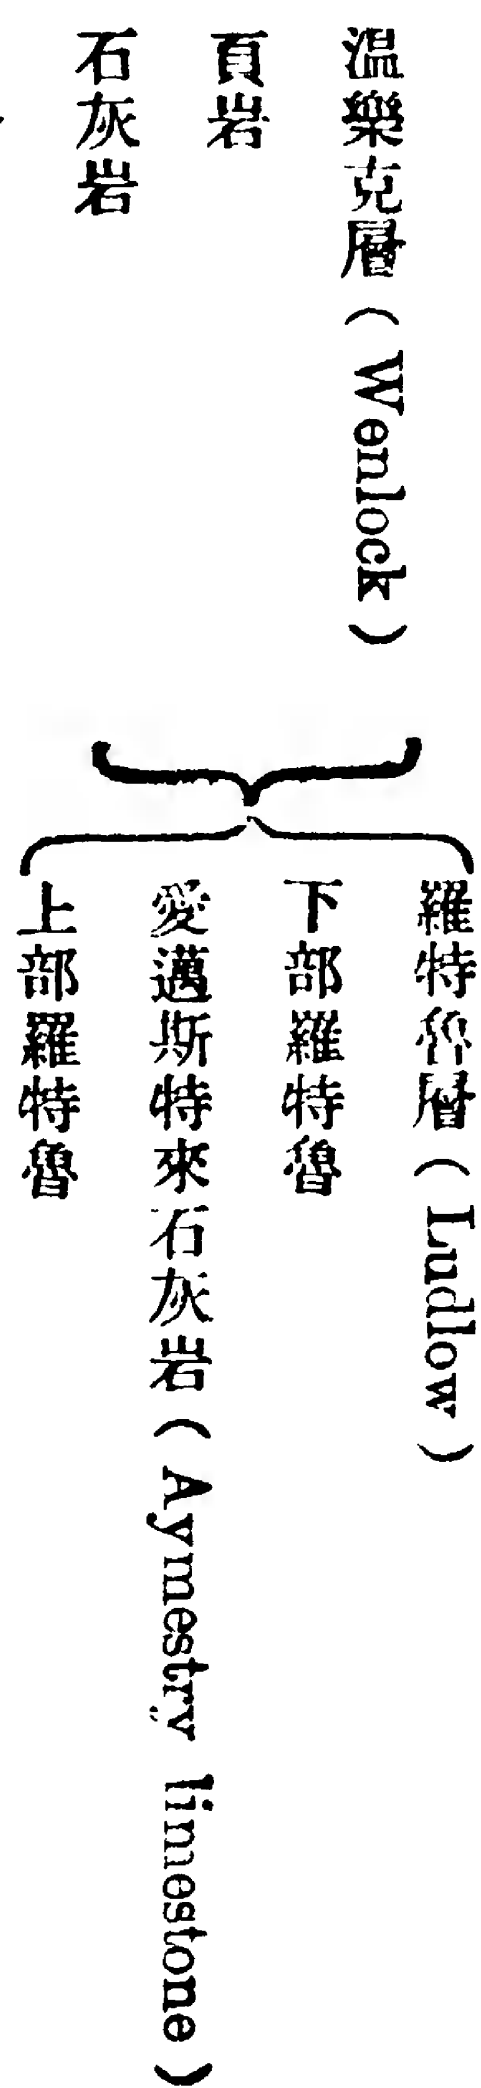 溫樂克層（Wenlock）
頁岩
石灰岩
羅特魯層（Ludlow）
下部羅特魯
愛邁斯特來石灰岩（Aymestry limestone）
上部羅特魯